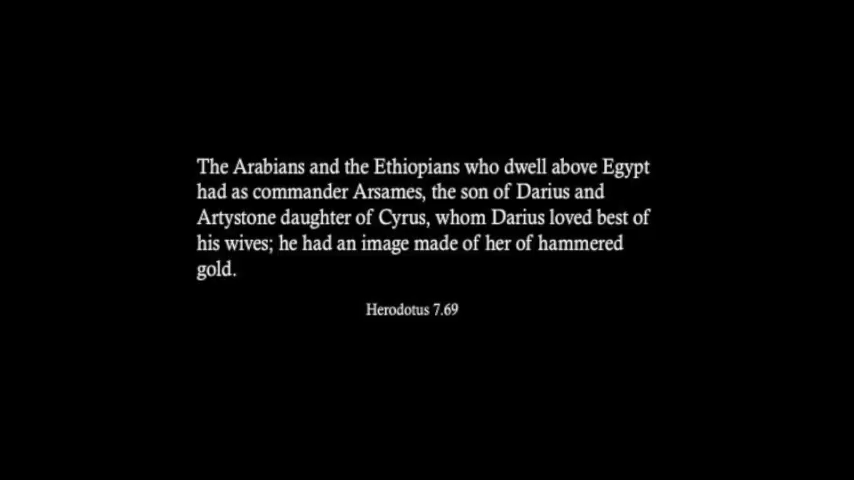 The Arabians and the Ethiopians who dwell above Egypt
had as commander Arsames, the son of Darius and
Artystone daughter of Cyrus, whom Darius loved best of
his wives; he had an image made of her of hammered
gold.
Herodotus 7.69